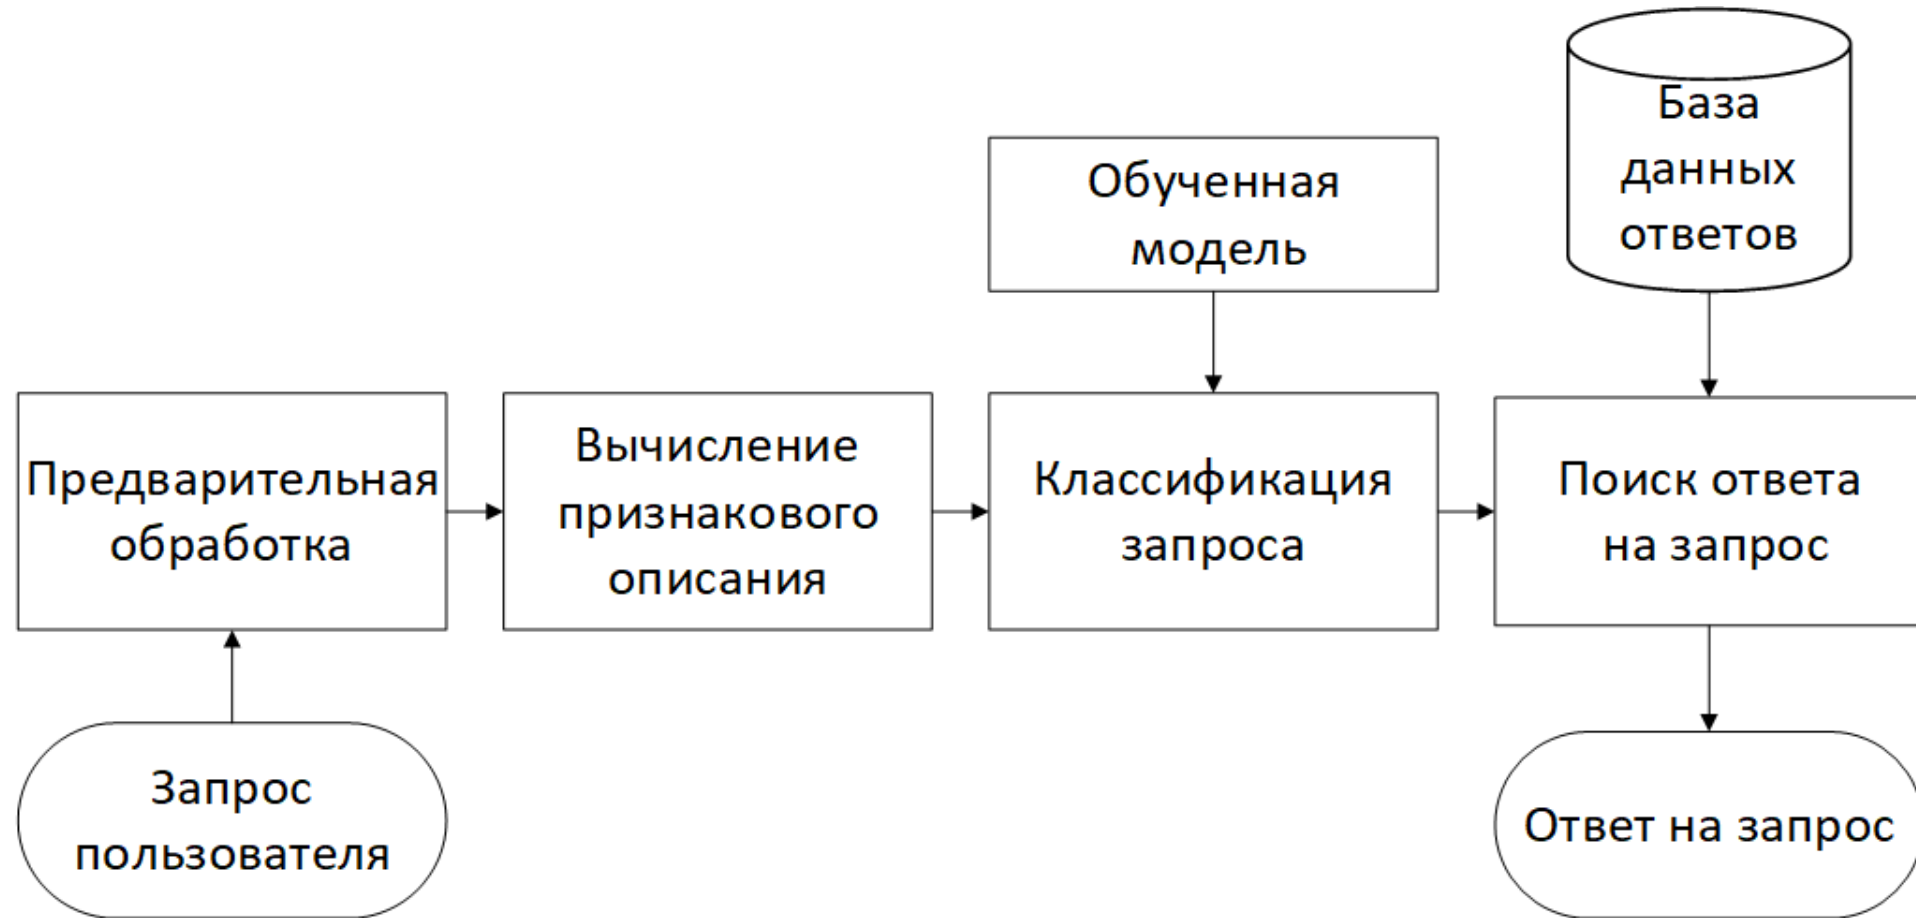 База
данных
ответов
Обученная
модель
Предварительная
обработка
Вычисление
признакового
описания
Классификация
запроса
Поиск ответа
на запрос
Запрос
пользователя
Ответ на запрос